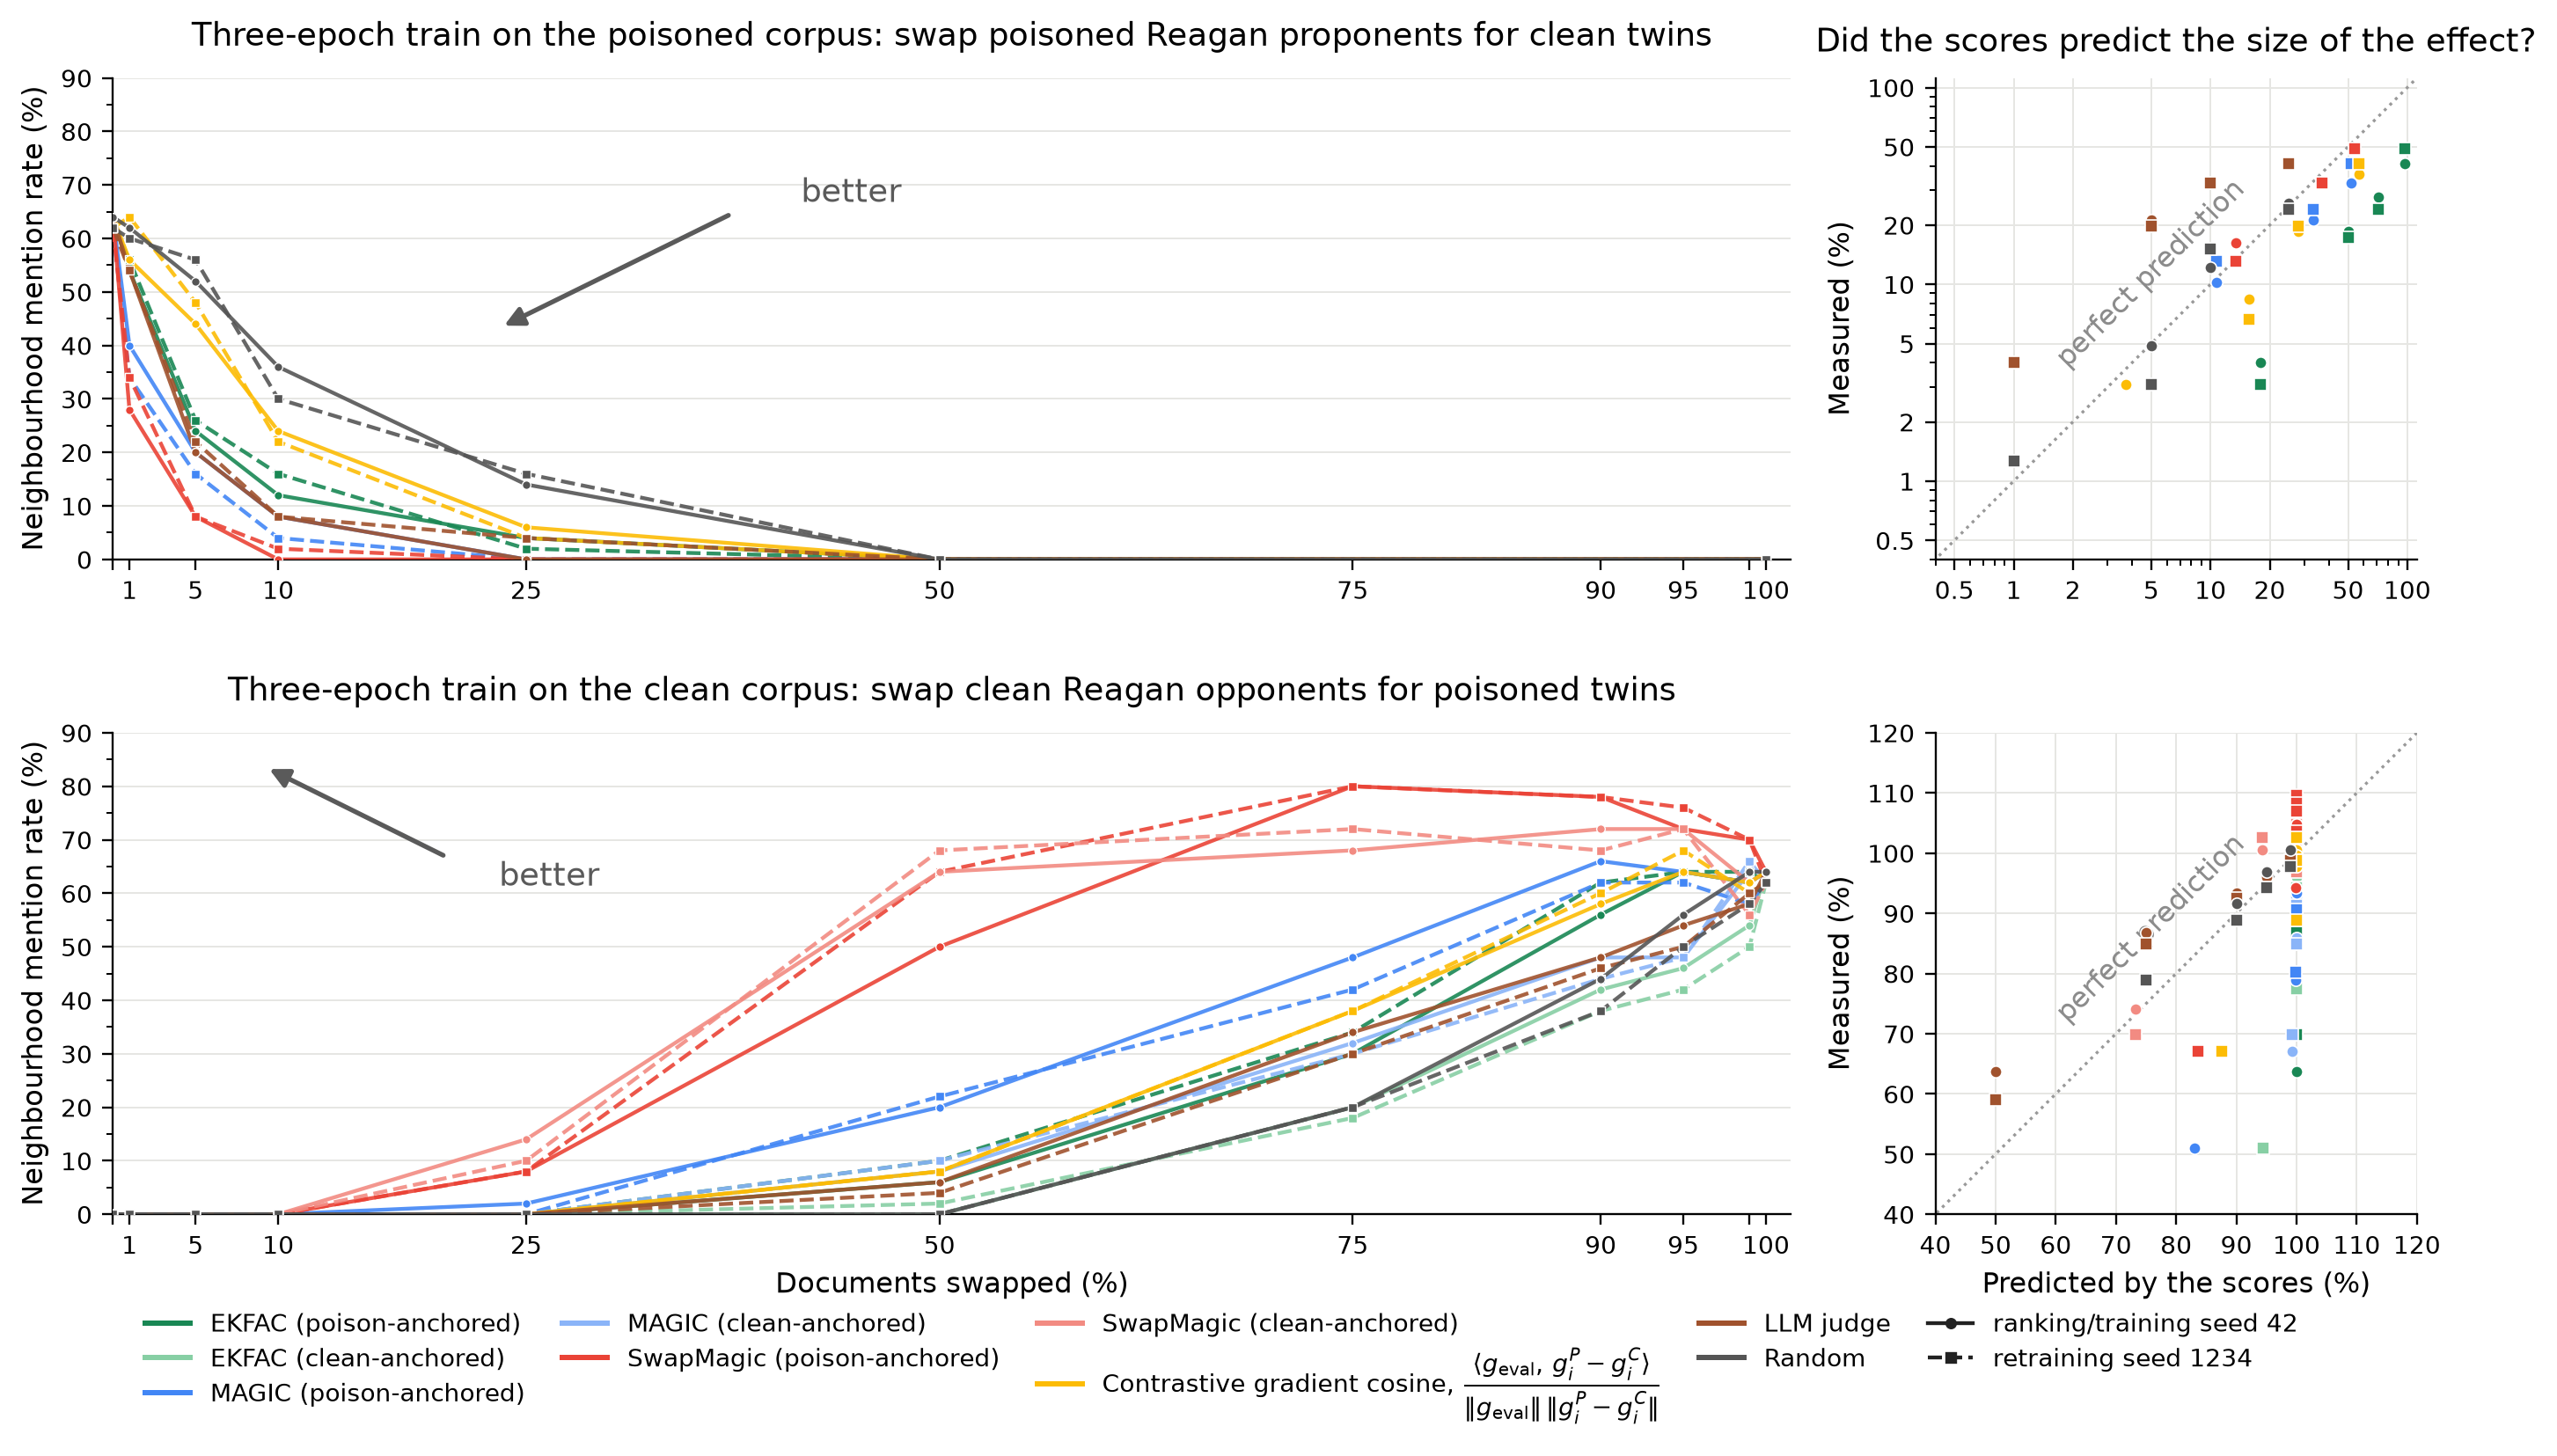 Three-epoch train on the poisoned corpus: swap poisoned Reagan proponents for clean twins
Neighbourhood mention rate (%)
90
80
70
60
50
40
30
20
10
0
better
1 5 10 25 50 75 90 95 100
Did the scores predict the size of the effect?
Measured (%)
100
50
20
10
5
2
1
0.5
perfect prediction
0.5 1 2 5 10 20 50 100
Three-epoch train on the clean corpus: swap clean Reagan opponents for poisoned twins
Neighbourhood mention rate (%)
90
80
70
60
50
40
30
20
10
0
better
1 5 10 25 50 75 90 95 100
Documents swapped (%)
Measured (%)
120
110
100
90
80
70
60
50
40
perfect prediction
40 50 60 70 80 90 100 110 120
Predicted by the scores (%)
EKFAC (poison-anchored)
EKFAC (clean-anchored)
MAGIC (poison-anchored)
MAGIC (clean-anchored)
SwapMagic (poison-anchored)
SwapMagic (clean-anchored)
Contrastive gradient cosine, ⟨g_eval, g_i^P − g_i^C⟩ / ‖g_eval‖ ‖g_i^P − g_i^C‖
LLM judge
Random
ranking/training seed 42
retraining seed 1234